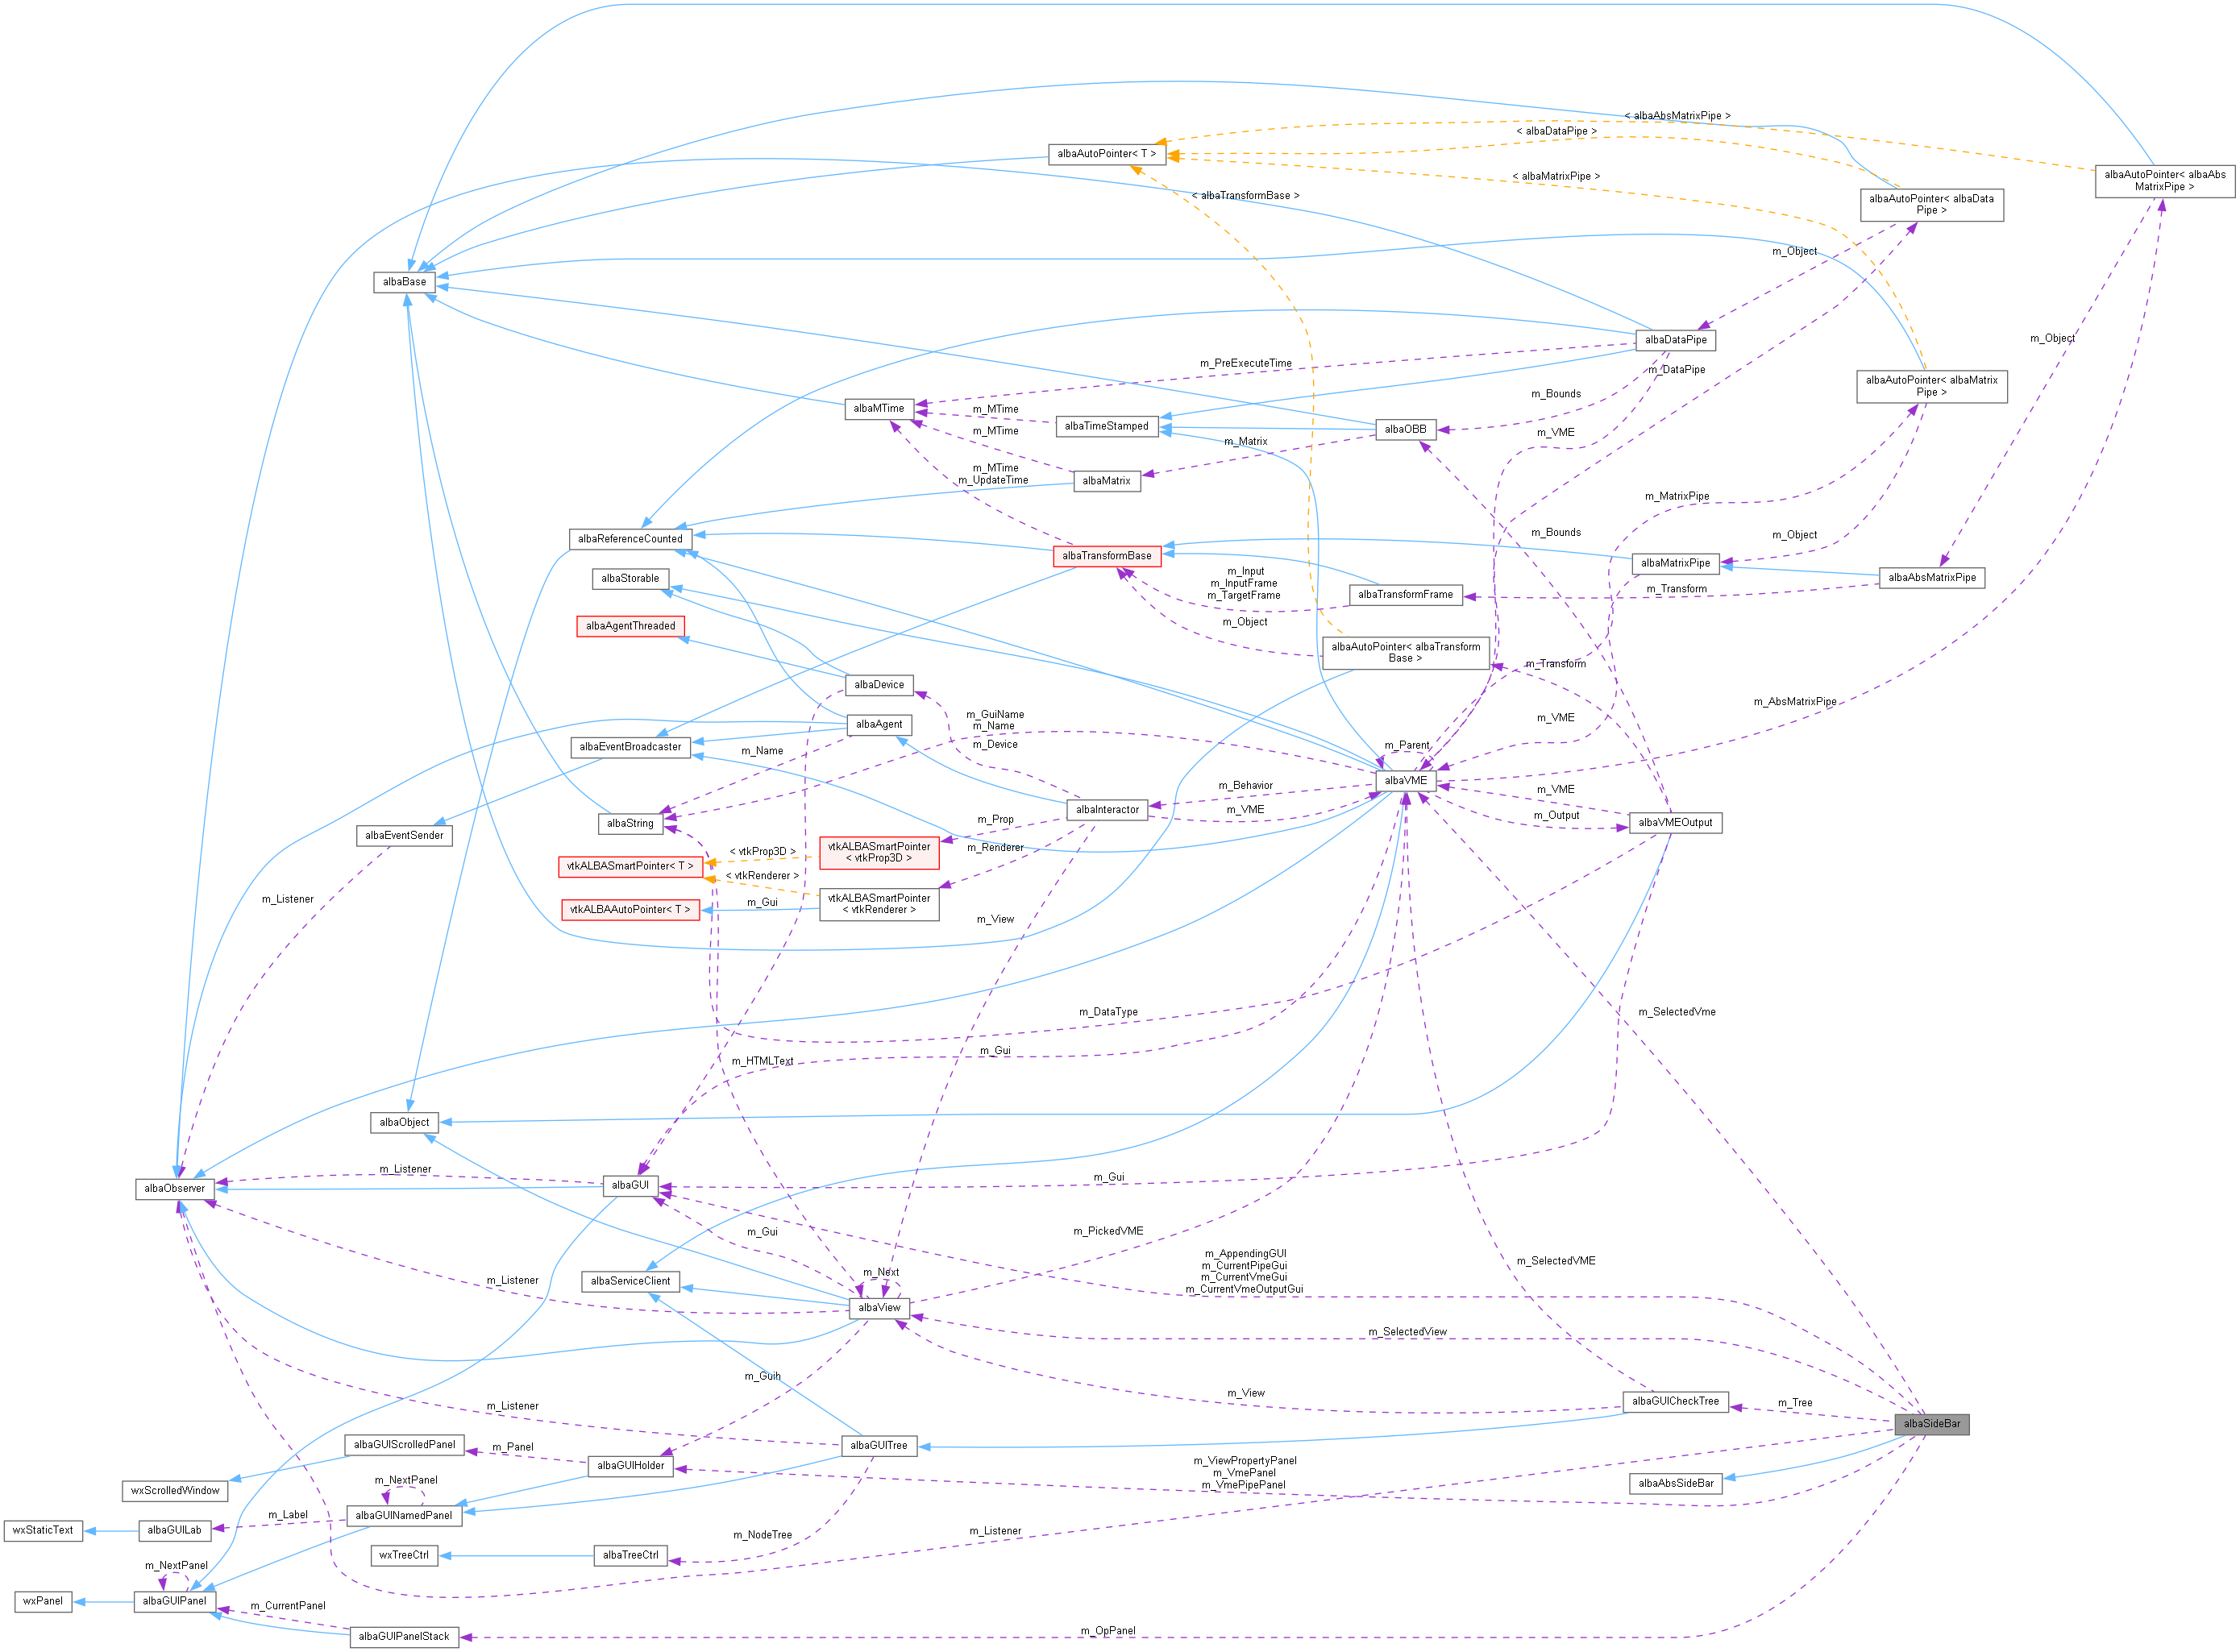 < albaAbsMatrixPipe >
< albaDataPipe >
albaAutoPointer< T >
< albaMatrixPipe >
albaAutoPointer< albaAbs
MatrixPipe >
< albaTransformBase >
albaAutoPointer< albaData
Pipe >
m_Object
albaBase
m_Object
albaDataPipe
m_PreExecuteTime
m_DataPipe
albaAutoPointer< albaMatrix
Pipe >
m_Bounds
albaMTime
m_MTime
albaTimeStamped
albaOBB
m_MTime
m_VME
m_Matrix
m_MTime
m_UpdateTime
albaMatrix
m_MatrixPipe
albaReferenceCounted
m_Bounds
m_Object
albaTransformBase
albaMatrixPipe
albaStorable
m_Input
m_InputFrame
m_TargetFrame
albaTransformFrame
m_Transform
albaAbsMatrixPipe
albaAgentThreaded
m_Object
albaAutoPointer< albaTransform
Base >
m_Transform
albaDevice
m_AbsMatrixPipe
m_GuiName
m_Name
albaAgent
m_VME
albaEventBroadcaster
m_Name
m_Device
m_Parent
albaVME
m_Behavior
m_VME
albaInteractor
m_VME
m_Output
albaVMEOutput
albaString
m_Prop
albaEventSender
< vtkProp3D >
vtkALBASmartPointer
< vtkProp3D >
m_Renderer
vtkALBASmartPointer< T >
< vtkRenderer >
vtkALBASmartPointer
< vtkRenderer >
m_Listener
vtkALBAAutoPointer< T >
m_Gui
m_View
m_DataType
m_SelectedVme
m_HTMLText
m_Gui
albaObject
m_Listener
albaObserver
albaGUI
m_Gui
m_Gui
m_PickedVME
m_AppendingGUI
m_CurrentPipeGui
m_CurrentVmeGui
m_CurrentVmeOutputGui
m_SelectedVME
m_Listener
albaServiceClient
m_Next
albaView
m_SelectedView
m_Guih
m_View
albaGUICheckTree
m_Tree
albaSideBar
m_Listener
albaGUIScrolledPanel
m_Panel
albaGUITree
albaGUIHolder
m_ViewPropertyPanel
m_VmePanel
m_VmePipePanel
albaAbsSideBar
wxScrolledWindow
m_NextPanel
albaGUINamedPanel
m_Label
wxStaticText
albaGUILab
m_NodeTree
m_Listener
wxTreeCtrl
albaTreeCtrl
m_NextPanel
wxPanel
albaGUIPanel
m_CurrentPanel
albaGUIPanelStack
m_OpPanel